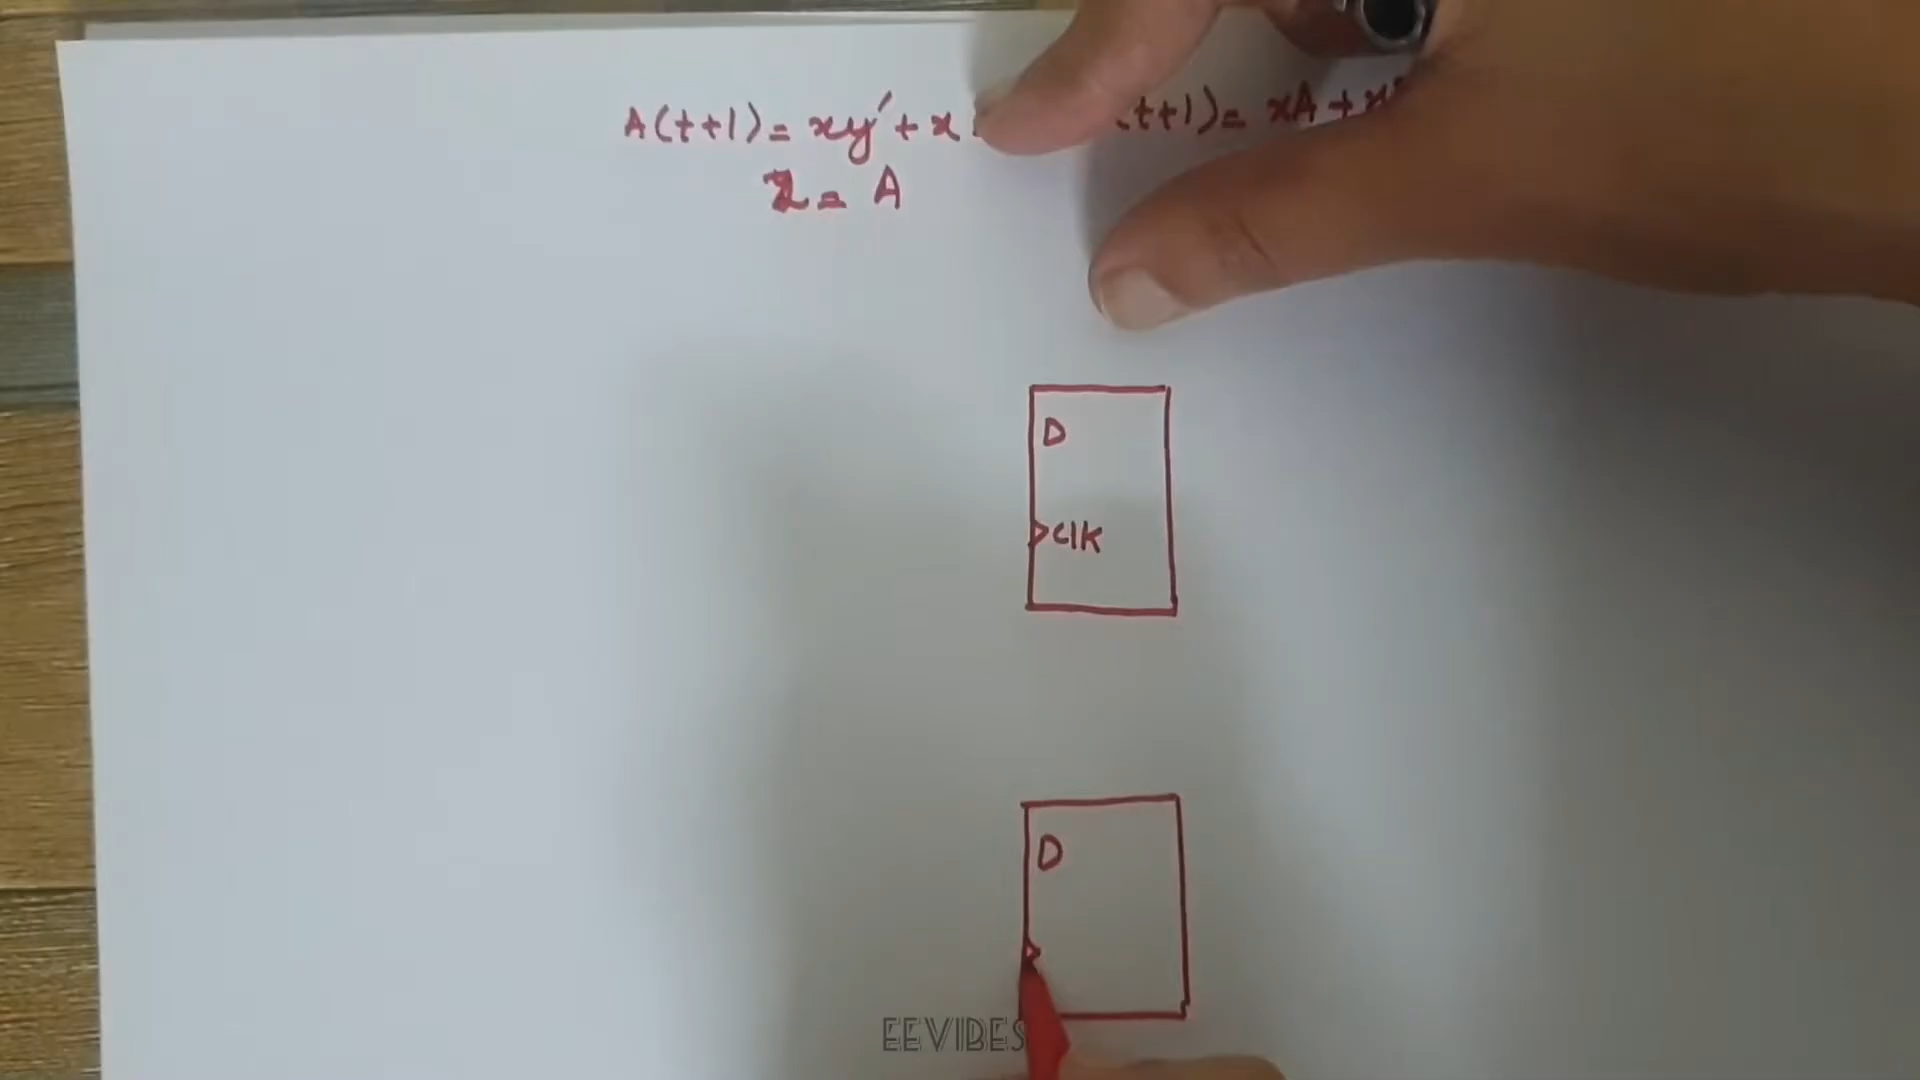 A(t+1) = xy' + x (t+1) = xA + x
z = A
D
clk
D
EEVIBES